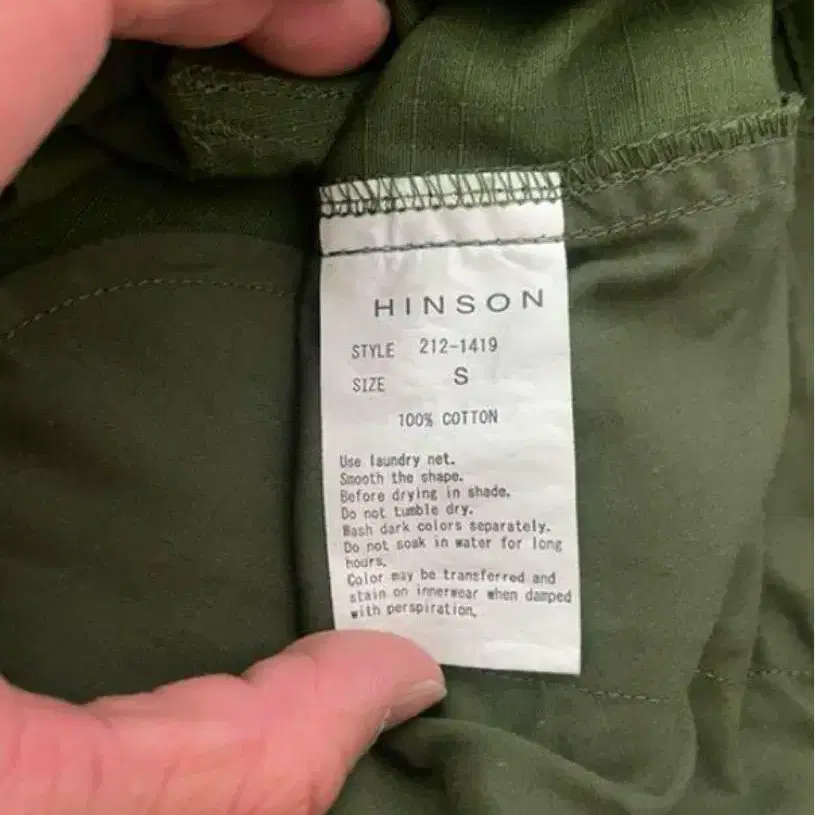 HINSON
STYLE 212-1419
SIZE S
100% COTTON
Use laundry net.
Smooth the shape.
Before drying in shade.
Do not tumble dry.
Wash dark colors separately.
Do not soak in water for long
hours.
Color may be transferred and
stain on innerwear when damped
with perspiration.